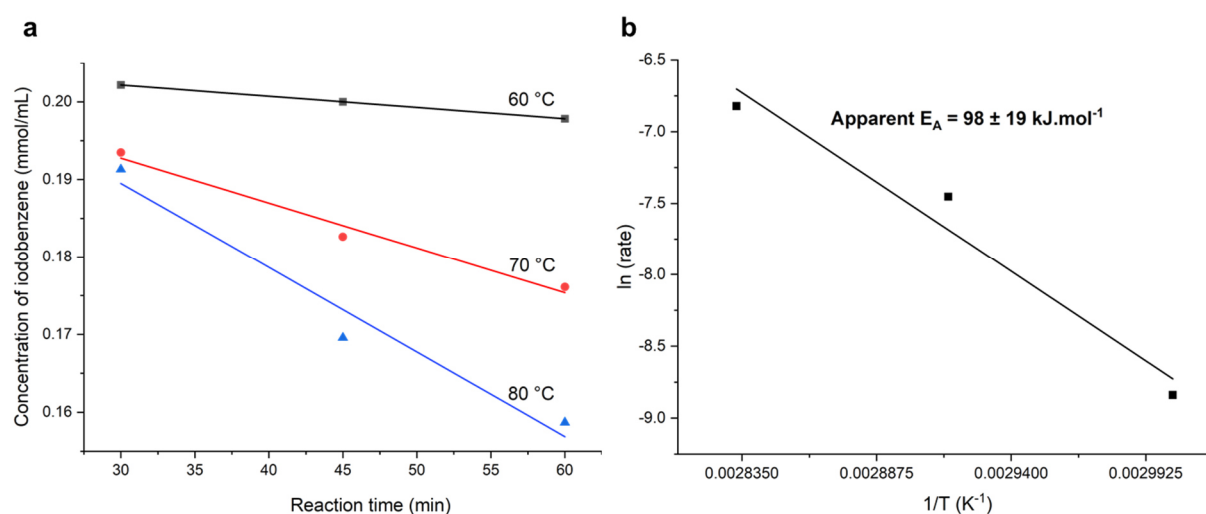 a
Concentration of iodobenzene (mmol/mL)
0.20
0.19
0.18
0.17
0.16
60 °C
70 °C
80 °C
30
35
40
45
50
55
60
Reaction time (min)
b
ln (rate)
-6.5
-7.0
-7.5
-8.0
-8.5
-9.0
Apparent E_A = 98 ± 19 kJ.mol⁻¹
0.0028350
0.0028875
0.0029400
0.0029925
1/T (K⁻¹)